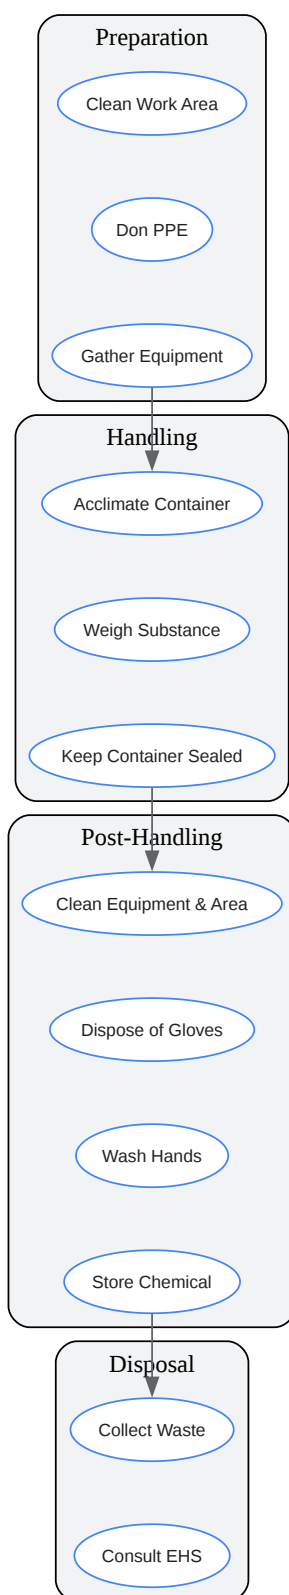 Preparation
Clean Work Area
Don PPE
Gather Equipment
Handling
Acclimate Container
Weigh Substance
Keep Container Sealed
Post-Handling
Clean Equipment & Area
Dispose of Gloves
Wash Hands
Store Chemical
Disposal
Collect Waste
Consult EHS